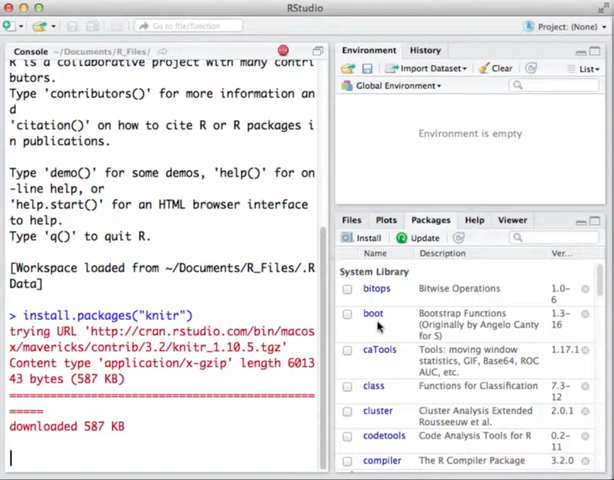 RStudio
Go to file/function
Project: (None)
Console ~/Documents/R_Files/
R is a collaborative project with many contri
butors.
Type 'contributors()' for more information an
d
'citation()' on how to cite R or R packages i
n publications.
Type 'demo()' for some demos, 'help()' for on
-line help, or
'help.start()' for an HTML browser interface
to help.
Type 'q()' to quit R.
[Workspace loaded from ~/Documents/R_Files/.R
Data]
> install.packages("knitr")
trying URL 'http://cran.rstudio.com/bin/macos
x/mavericks/contrib/3.2/knitr_1.10.5.tgz'
Content type 'application/x-gzip' length 6013
43 bytes (587 KB)
=============================================
=====
downloaded 587 KB
Environment History
Import Dataset Clear List
Global Environment
Environment is empty
Files Plots Packages Help Viewer
Install Update
Name Description Ver...
System Library
bitops Bitwise Operations 1.0-
6
boot Bootstrap Functions 1.3-
(Originally by Angelo Canty 16
for S)
caTools Tools: moving window 1.17.1
statistics, GIF, Base64, ROC
AUC, etc.
class Functions for Classification 7.3-
12
cluster Cluster Analysis Extended 2.0.1
Rousseeuw et al.
codetools Code Analysis Tools for R 0.2-
11
compiler The R Compiler Package 3.2.0